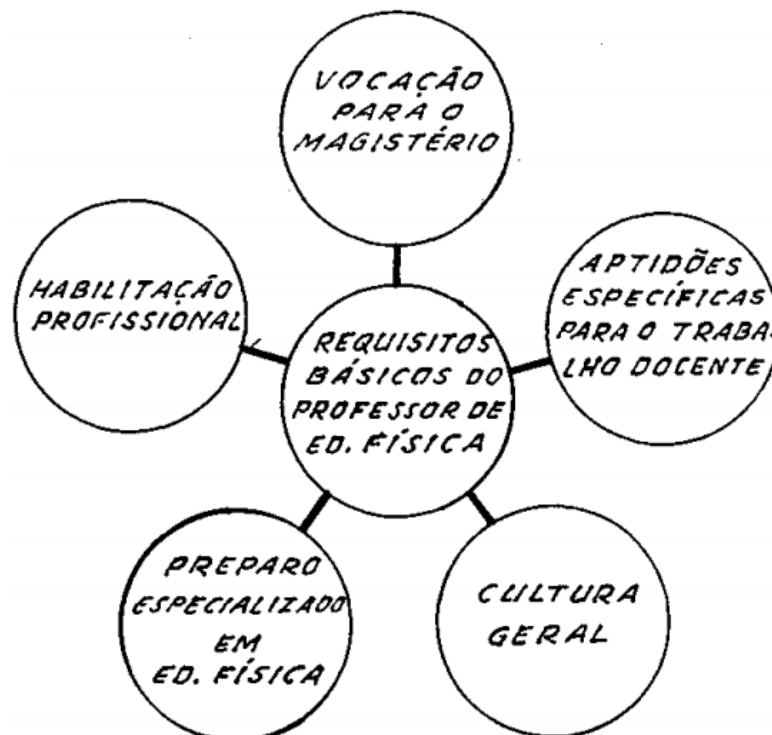 VOCAÇÃO
PARA O
MAGISTÉRIO
HABILITAÇÃO
PROFISSIONAL
APTIDÕES
ESPECÍFICAS
PARA O TRABA-
LHO DOCENTE
REQUISITOS
BÁSICOS DO
PROFESSOR DE
ED. FÍSICA
PREPARO
ESPECIALIZADO
EM
ED. FÍSICA
CULTURA
GERAL